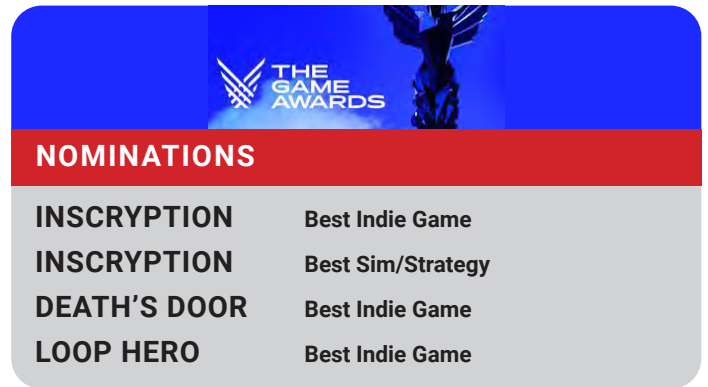 THE
GAME
AWARDS
NOMINATIONS
INSCRYPTION Best Indie Game
INSCRYPTION Best Sim/Strategy
DEATH’S DOOR Best Indie Game
LOOP HERO Best Indie Game